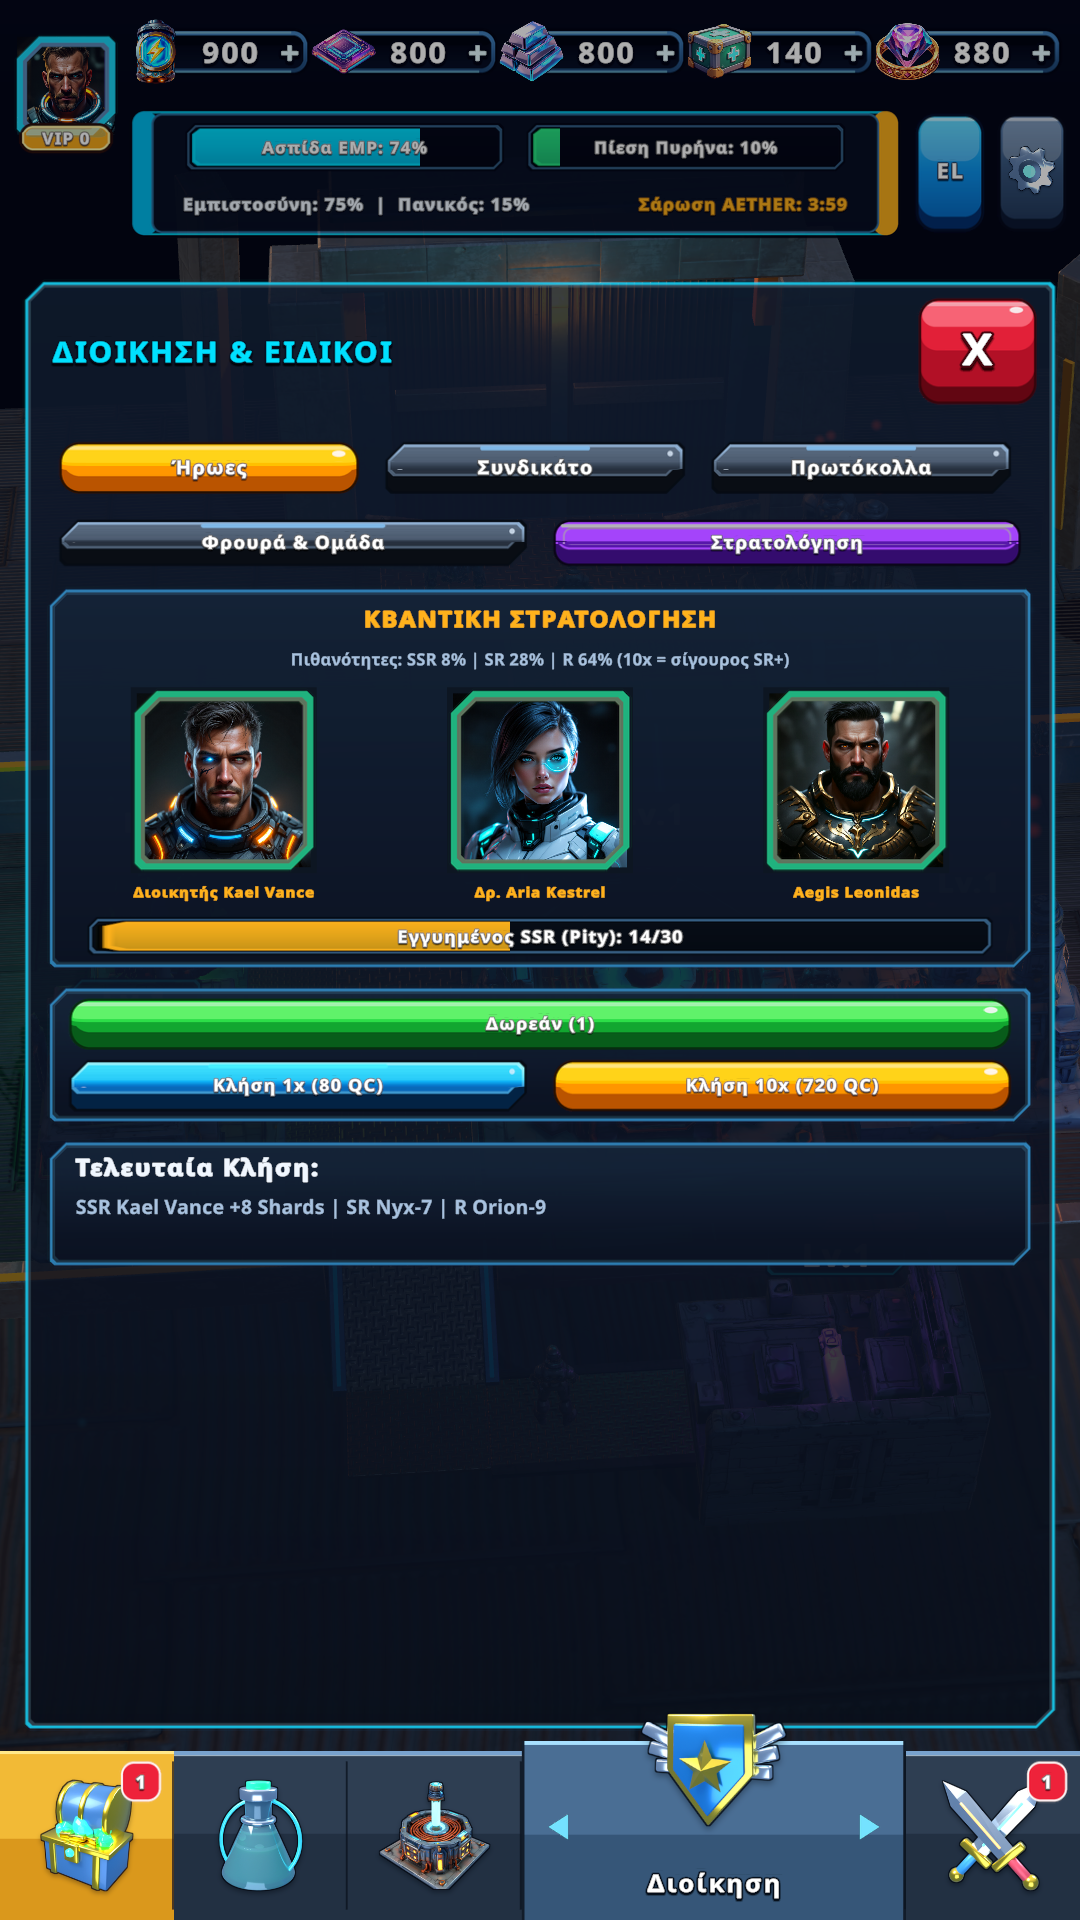 900 +
800 +
800 +
140 +
880 +
VIP 0
Ασπίδα EMP: 74%
Πίεση Πυρήνα: 10%
Εμπιστοσύνη: 75% | Πανικός: 15%
Σάρωση AETHER: 3:59
EL
ΔΙΟΙΚΗΣΗ & ΕΙΔΙΚΟΙ
X
Ήρωες
Συνδικάτο
Πρωτόκολλα
Φρουρά & Ομάδα
Στρατολόγηση
ΚΒΑΝΤΙΚΗ ΣΤΡΑΤΟΛΟΓΗΣΗ
Πιθανότητες: SSR 8% | SR 28% | R 64% (10x = σίγουρος SR+)
Διοικητής Kael Vance
Δρ. Aria Kestrel
Aegis Leonidas
Εγγυημένος SSR (Pity): 14/30
Δωρεάν (1)
Κλήση 1x (80 QC)
Κλήση 10x (720 QC)
Τελευταία Κλήση:
SSR Kael Vance +8 Shards | SR Nyx-7 | R Orion-9
1
Διοίκηση
1